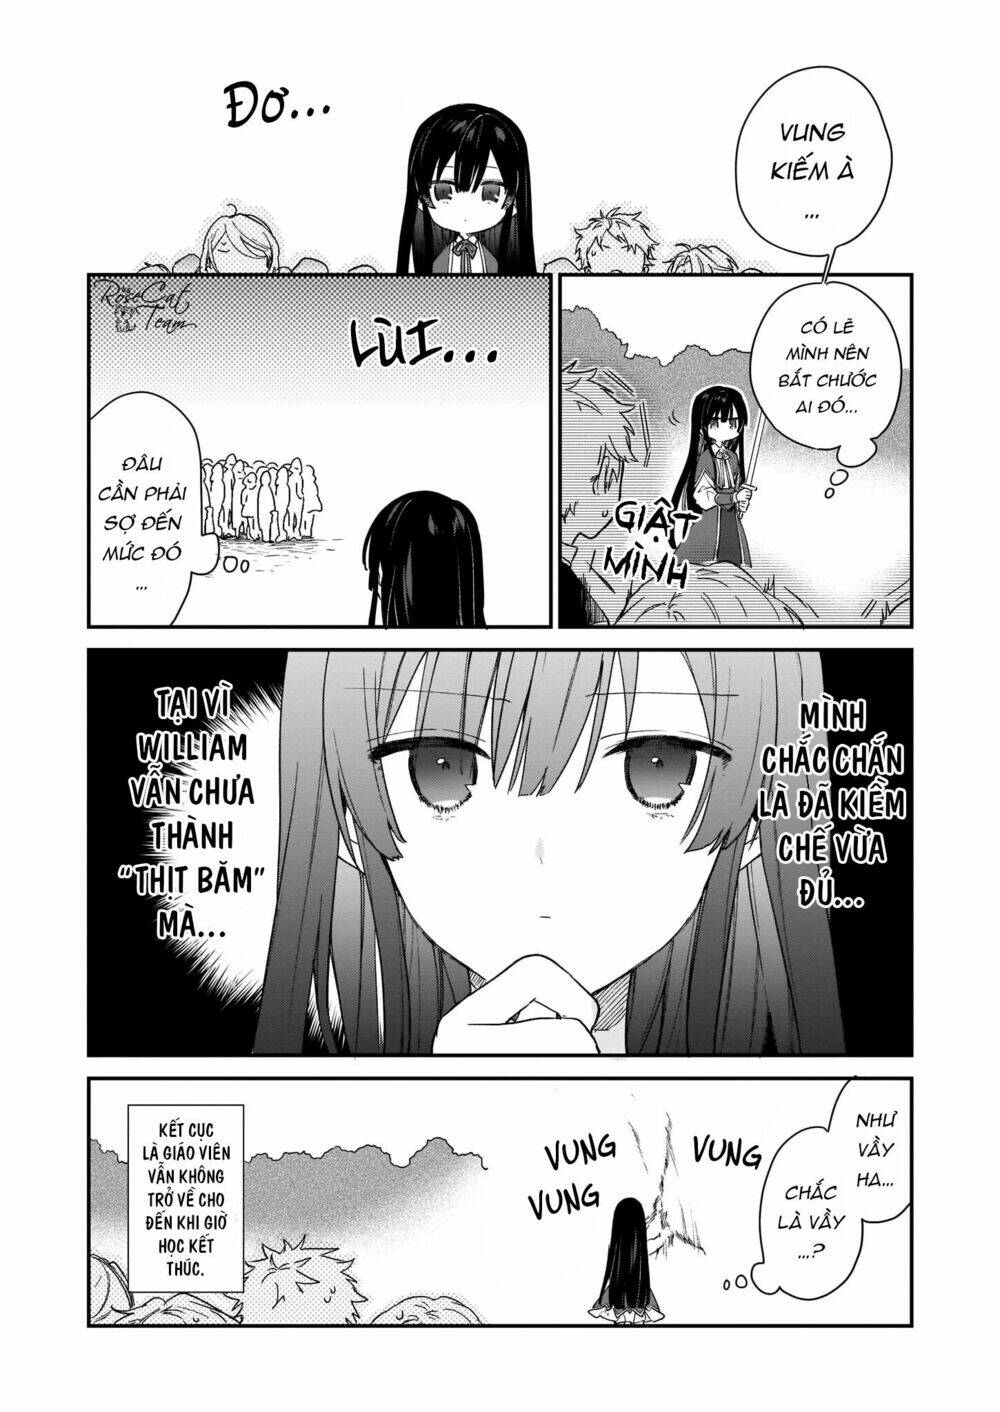 ĐƠ...
VUNG
KIẾM À
...
CÓ LẼ
MÌNH NÊN
BẮT CHƯỚC
AI ĐÓ...
GIẬT
MÌNH
RoseCat
Team
LÙI...
ĐÂU
CẦN PHẢI
SỢ ĐẾN
MỨC ĐÓ
...
MÌNH
CHẮC CHẮN
LÀ ĐÃ KIỀM
CHẾ VỪA
ĐỦ...
TẠI VÌ
WILLIAM
VẪN CHƯA
THÀNH
"THỊT BĂM"
MÀ...
NHƯ
VẦY
HA...
CHẮC
LÀ VẦY
...?
VUNG
VUNG
VUNG
KẾT CỤC
LÀ GIÁO VIÊN
VẪN KHÔNG
TRỞ VỀ CHO
ĐẾN KHI GIỜ
HỌC KẾT
THÚC.